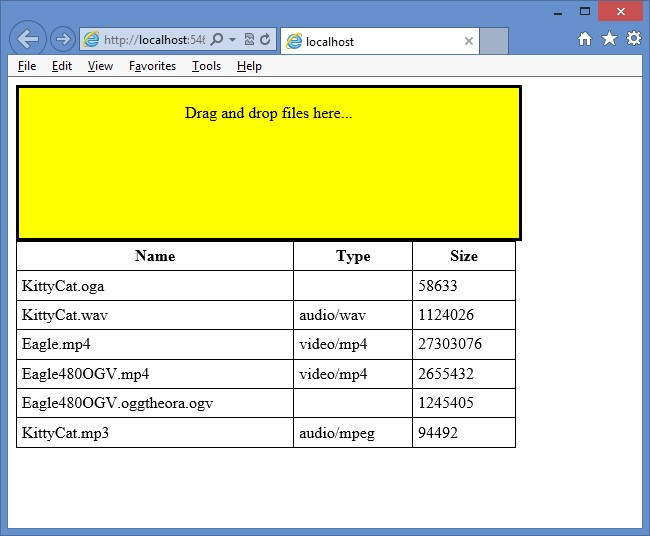 http://localhost:546
localhost
File Edit View Favorites Tools Help
Drag and drop files here...
Name Type Size
KittyCat.oga 58633
KittyCat.wav audio/wav 1124026
Eagle.mp4 video/mp4 27303076
Eagle480OGV.mp4 video/mp4 2655432
Eagle480OGV.oggtheora.ogv 1245405
KittyCat.mp3 audio/mpeg 94492